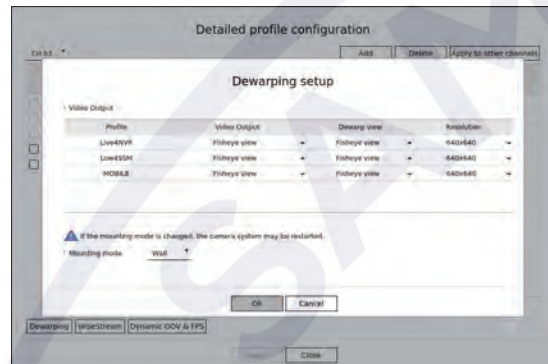 Detailed profile configuration
CH 03 Add Delete Apply to other channels
Dewarping setup
Video Output
Profile Video Output Dewarp view Resolution
Live4NVR Fisheye view Fisheye view 640x640
Live4SSM Fisheye view Fisheye view 640x640
MOBILE Fisheye view Fisheye view 640x640
If the mounting mode is changed, the camera system may be restarted.
Mounting mode Wall
OK Cancel
Dewarping WiseStream Dynamic GOV & FPS
Close